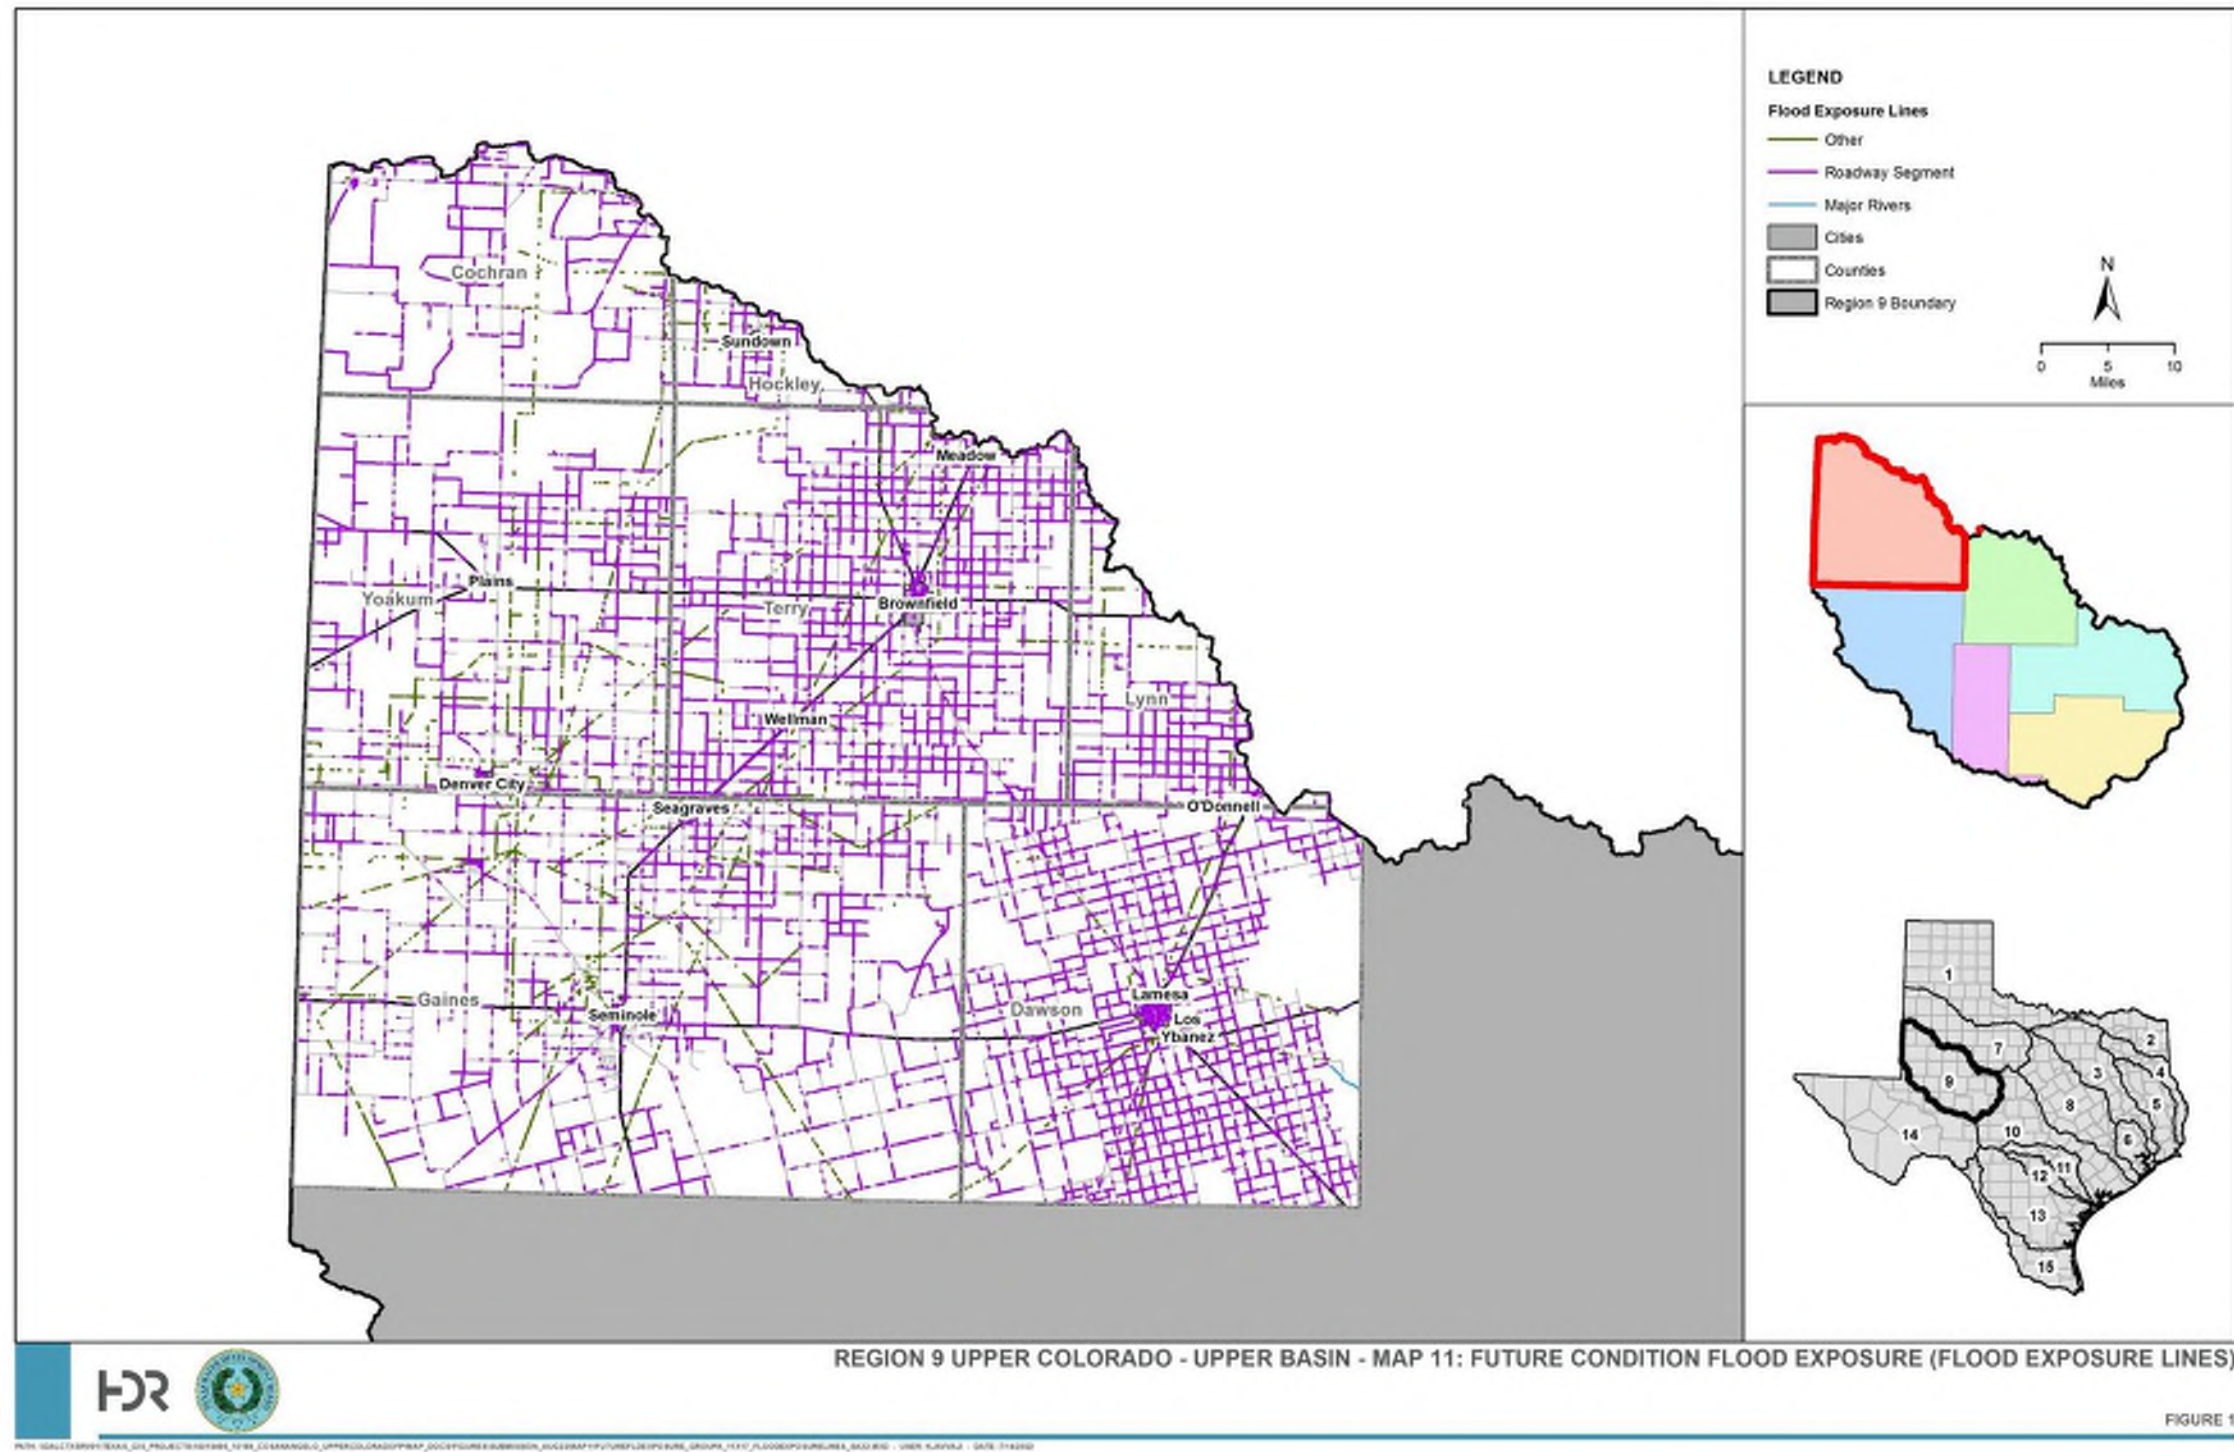 LEGEND
Flood Exposure Lines
Other
Roadway Segment
Major Rivers
Cities
Counties
Region 9 Boundary
N
0 5 10
Miles
Cochran
Sundown
Hockley
Meadow
Plains
Yoakum
Terry
Brownfield
Lynn
Wellman
Denver City
Seagraves
O'Donnell
Gaines
Seminole
Dawson
Lamesa
Los
Ybanez
1
2
7
3
4
9
5
8
14
10
6
11
12
13
15
HDR
REGION 9 UPPER COLORADO - UPPER BASIN - MAP 11: FUTURE CONDITION FLOOD EXPOSURE (FLOOD EXPOSURE LINES)
FIGURE 1